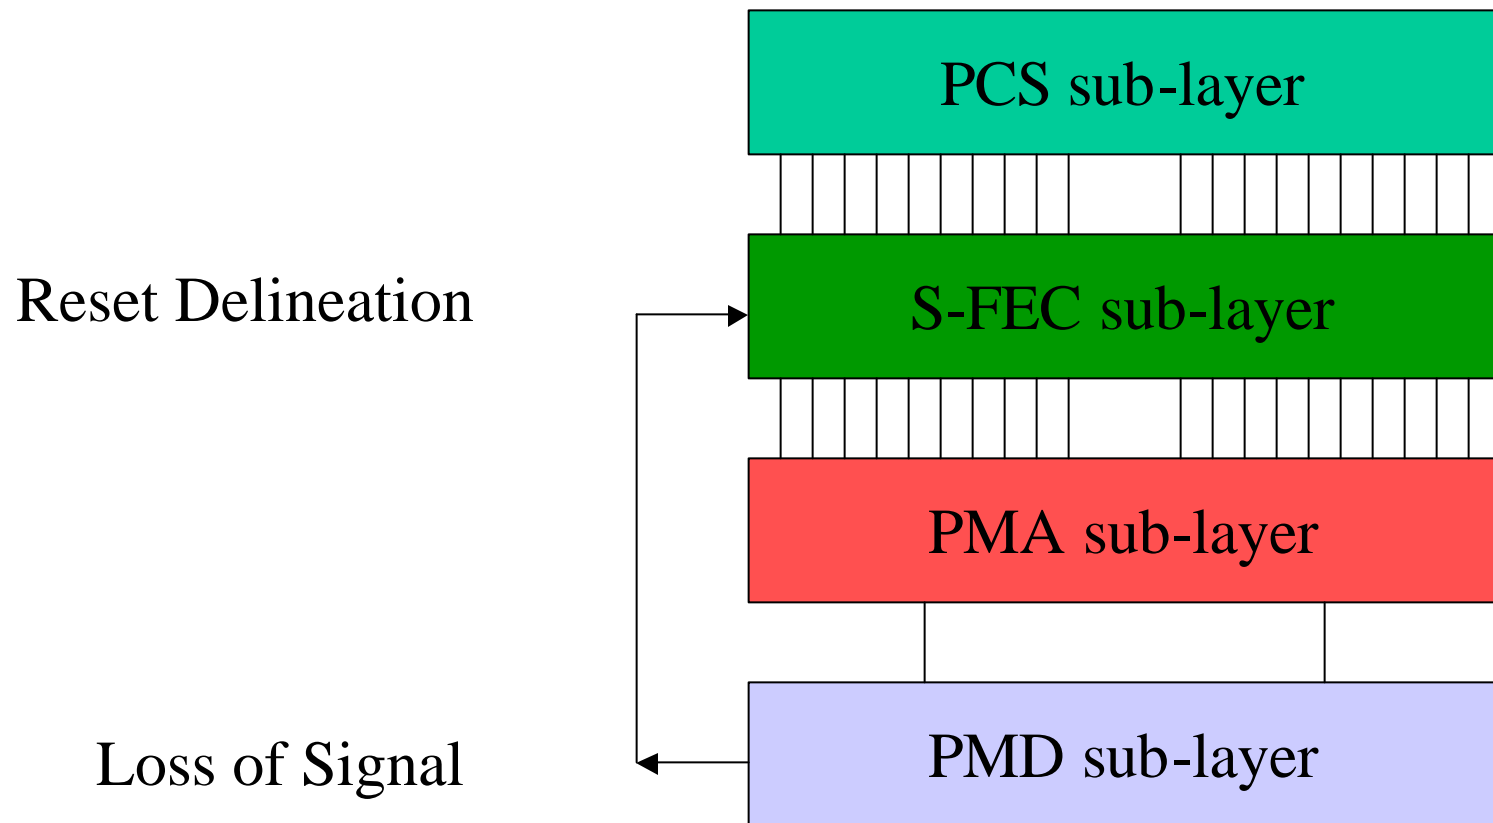 PCS sub-layer
Reset Delineation
S-FEC sub-layer
PMA sub-layer
Loss of Signal
PMD sub-layer